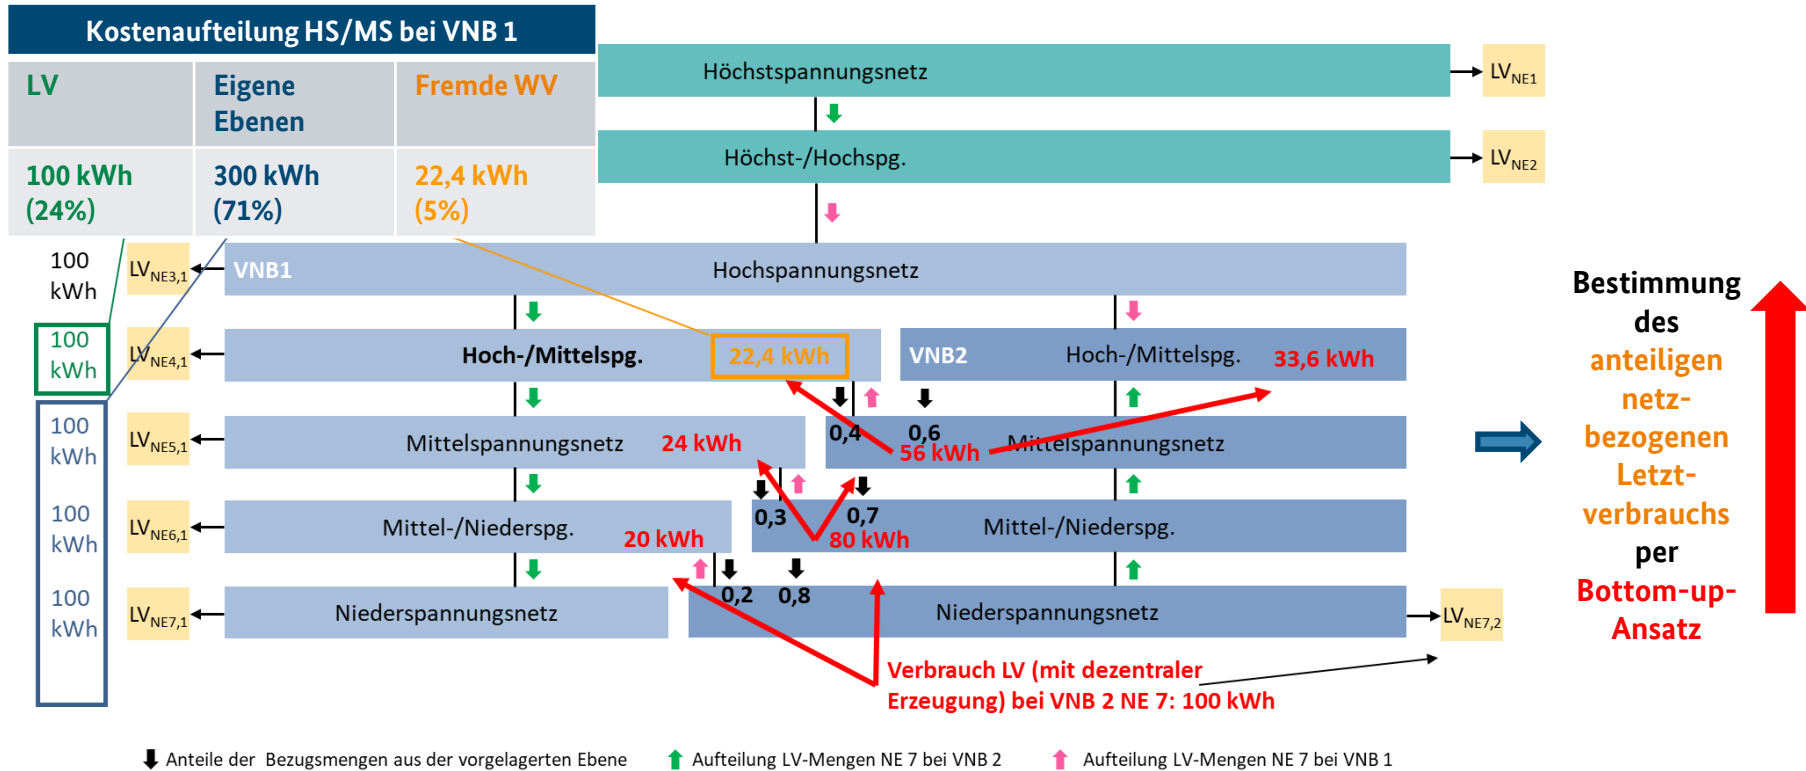 Kostenaufteilung HS/MS bei VNB 1
LV
Eigene
Ebenen
Fremde WV
100 kWh
(24%)
300 kWh
(71%)
22,4 kWh
(5%)
Höchstspannungsnetz
LVNE1
Höchst-/Hochspg.
LVNE2
100
kWh
LVNE3,1
VNB1
Hochspannungsnetz
100
kWh
LVNE4,1
Hoch-/Mittelspg.
22,4 kWh
VNB2
Hoch-/Mittelspg.
33,6 kWh
100
kWh
LVNE5,1
Mittelspannungsnetz
24 kWh
0,4
0,6
56 kWh
Mittelspannungsnetz
100
kWh
LVNE6,1
Mittel-/Niederspg.
20 kWh
0,3
0,7
80 kWh
Mittel-/Niederspg.
100
kWh
LVNE7,1
Niederspannungsnetz
0,2
0,8
Niederspannungsnetz
LVNE7,2
Verbrauch LV (mit dezentraler
Erzeugung) bei VNB 2 NE 7: 100 kWh
Bestimmung
des
anteiligen
netz-
bezogenen
Letzt-
verbrauchs
per
Bottom-up-
Ansatz
Anteile der Bezugsmengen aus der vorgelagerten Ebene
Aufteilung LV-Mengen NE 7 bei VNB 2
Aufteilung LV-Mengen NE 7 bei VNB 1